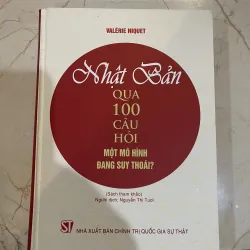 VALÉRIE NIQUET
Nhật Bản
QUA
100
CÂU
HỎI
MỘT MÔ HÌNH
ĐANG SUY THOÁI?
(Sách tham khảo)
Người dịch: Nguyễn Thị Tươi
ST
NHÀ XUẤT BẢN CHÍNH TRỊ QUỐC GIA SỰ THẬT